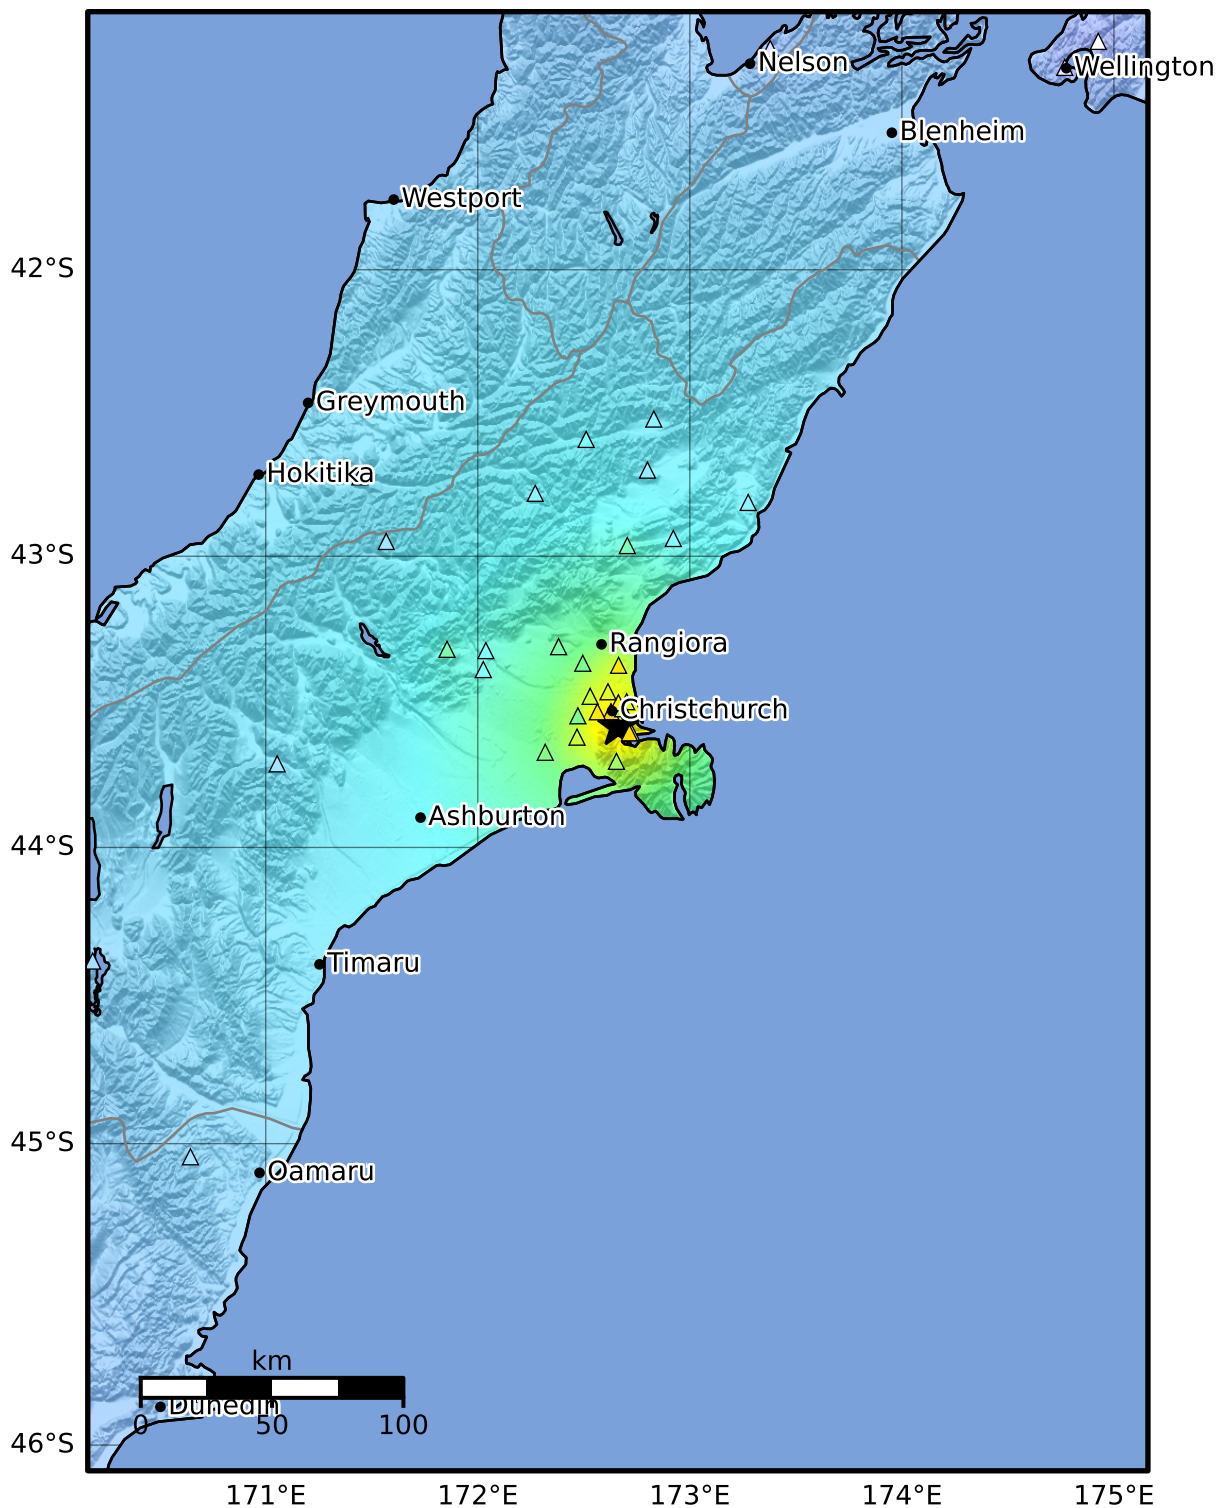 Nelson
Wellington
Blenheim
Westport
42°S
Greymouth
Hokitika
43°S
Rangiora
Christchurch
Ashburton
44°S
Timaru
45°S
Oamaru
km
Dunedin
0 50 100
46°S
171°E 172°E 173°E 174°E 175°E